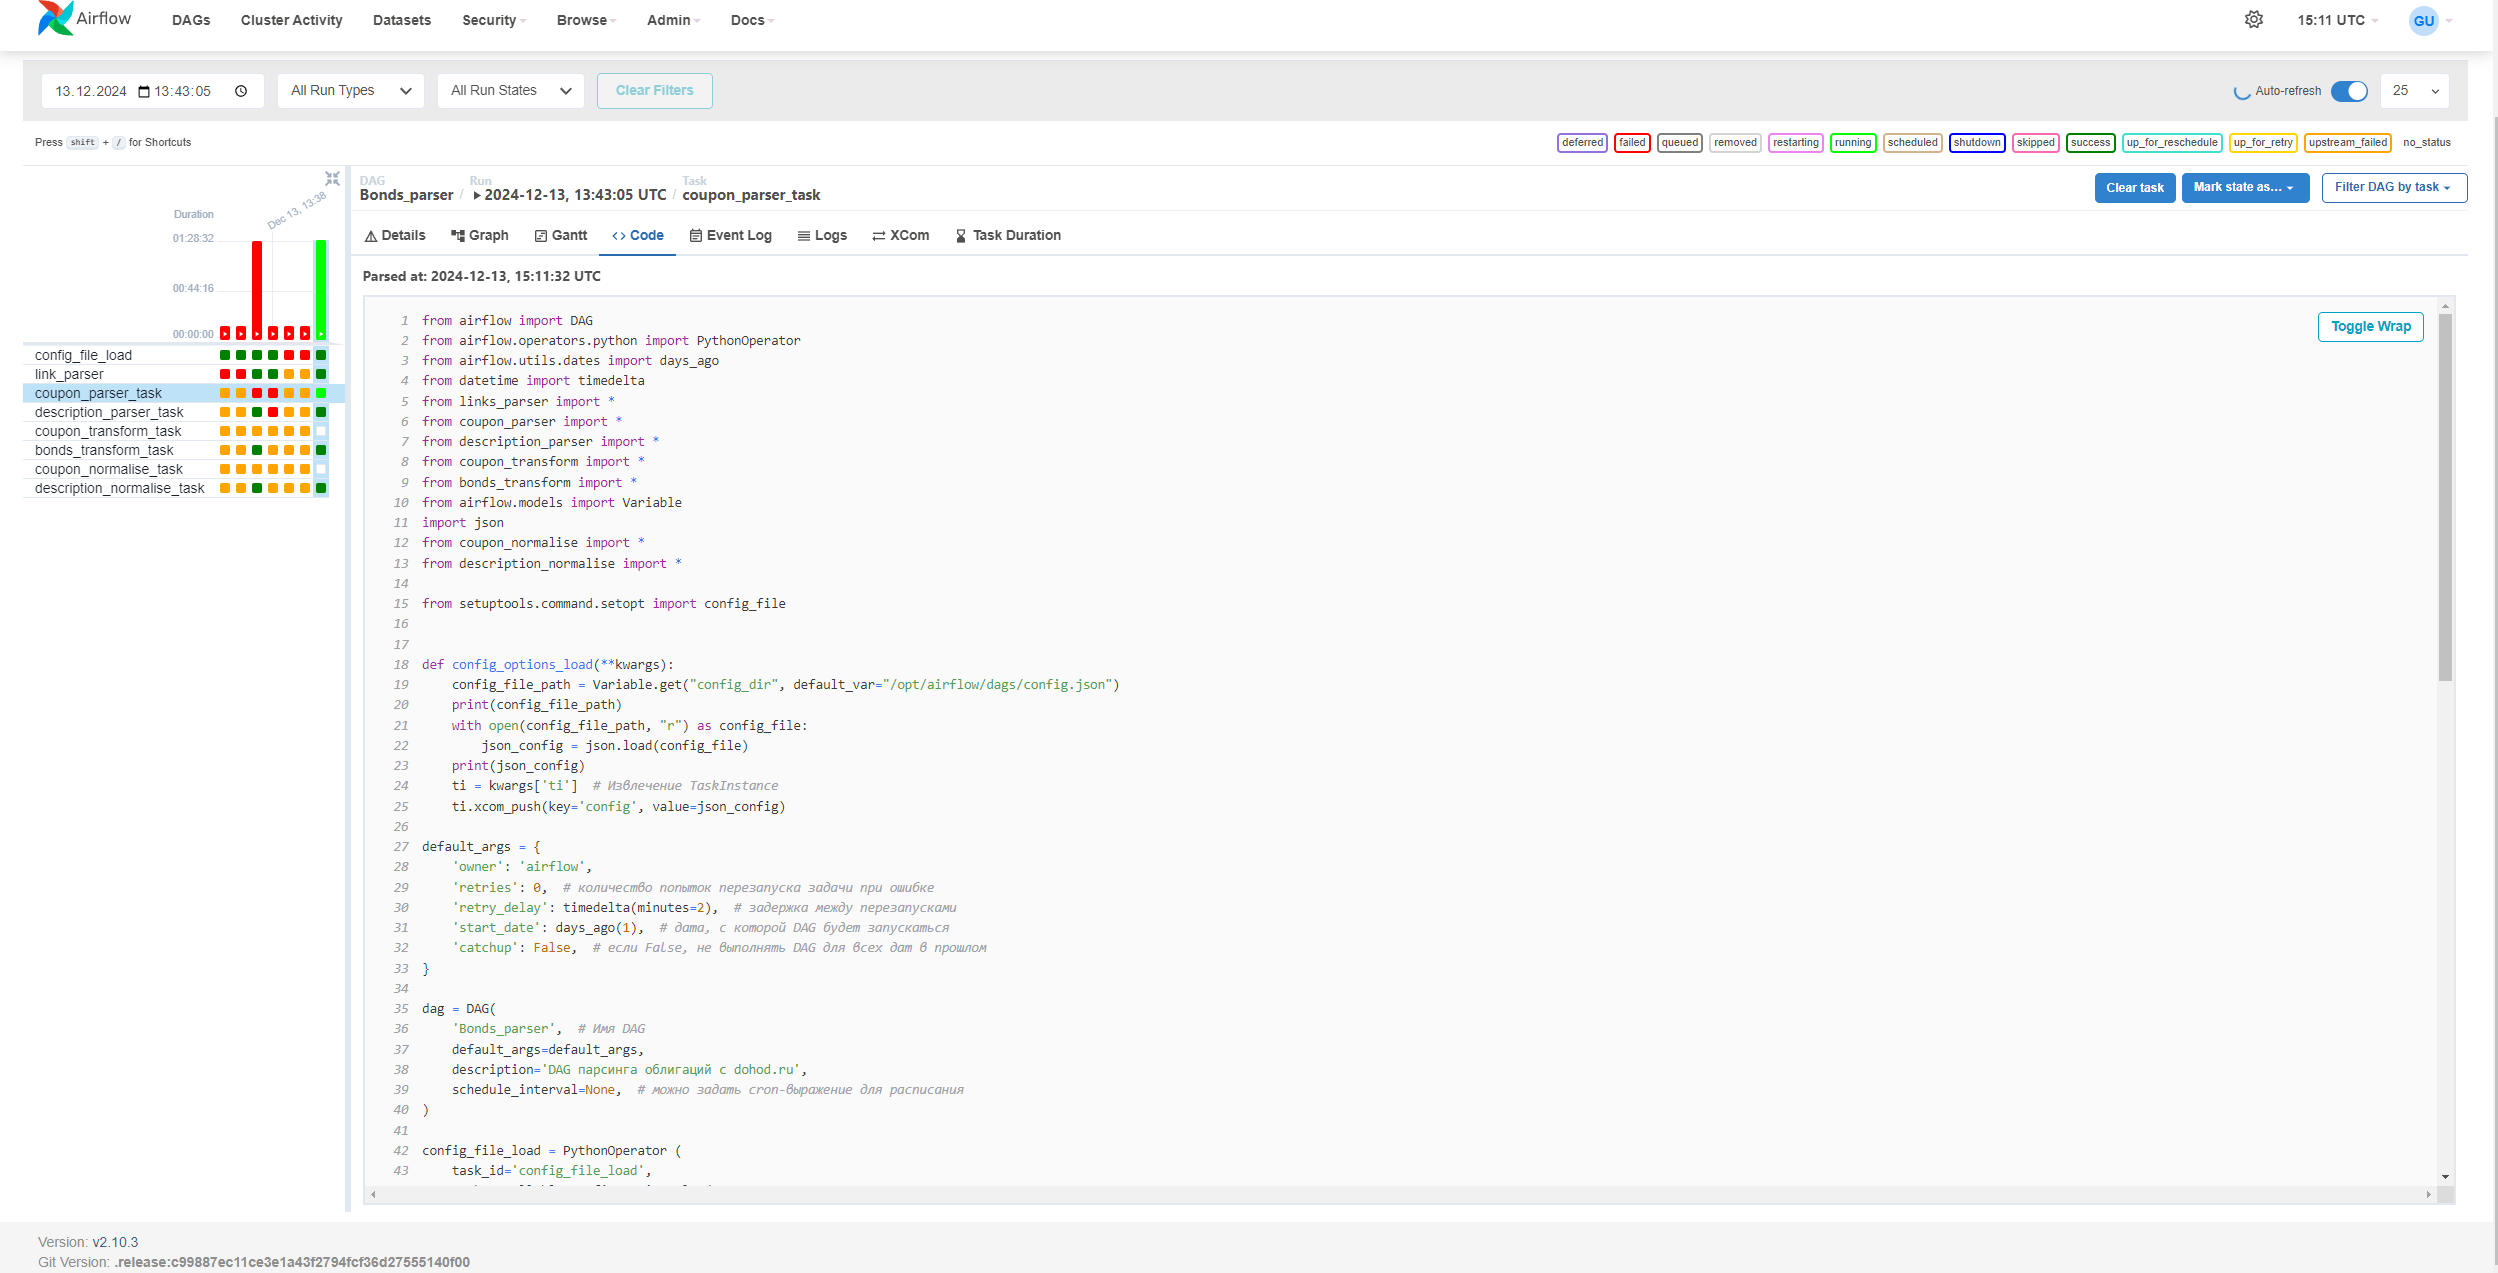 Airflow DAGs Cluster Activity Datasets Security Browse Admin Docs 15:11 UTC GU
13.12.2024 13:43:05 All Run Types All Run States Clear Filters Auto-refresh 25
Press shift + / for Shortcuts deferred failed queued removed restarting running scheduled shutdown skipped success up_for_reschedule up_for_retry upstream_failed no_status
DAG Run Task
Bonds_parser / 2024-12-13, 13:43:05 UTC / coupon_parser_task Clear task Mark state as... Filter DAG by task
Dec 13, 13:38
Duration
01:28:32
00:44:16
00:00:00
config_file_load
link_parser
coupon_parser_task
description_parser_task
coupon_transform_task
bonds_transform_task
coupon_normalise_task
description_normalise_task
Details Graph Gantt <> Code Event Log Logs XCom Task Duration
Parsed at: 2024-12-13, 15:11:32 UTC
Toggle Wrap
1 from airflow import DAG
2 from airflow.operators.python import PythonOperator
3 from airflow.utils.dates import days_ago
4 from datetime import timedelta
5 from links_parser import *
6 from coupon_parser import *
7 from description_parser import *
8 from coupon_transform import *
9 from bonds_transform import *
10 from airflow.models import Variable
11 import json
12 from coupon_normalise import *
13 from description_normalise import *
14
15 from setuptools.command.setopt import config_file
16
17
18 def config_options_load(**kwargs):
19 config_file_path = Variable.get("config_dir", default_var="/opt/airflow/dags/config.json")
20 print(config_file_path)
21 with open(config_file_path, "r") as config_file:
22 json_config = json.load(config_file)
23 print(json_config)
24 ti = kwargs['ti'] # Извлечение TaskInstance
25 ti.xcom_push(key='config', value=json_config)
26
27 default_args = {
28 'owner': 'airflow',
29 'retries': 0, # количество попыток перезапуска задачи при ошибке
30 'retry_delay': timedelta(minutes=2), # задержка между перезапусками
31 'start_date': days_ago(1), # дата, с которой DAG будет запускаться
32 'catchup': False, # если False, не выполнять DAG для всех дат в прошлом
33 }
34
35 dag = DAG(
36 'Bonds_parser', # Имя DAG
37 default_args=default_args,
38 description='DAG парсинга облигаций с dohod.ru',
39 schedule_interval=None, # можно задать cron-выражение для расписания
40 )
41
42 config_file_load = PythonOperator (
43 task_id='config_file_load',
Version: v2.10.3
Git Version: .release:c99887ec11ce3e1a43f2794fcf36d27555140f00